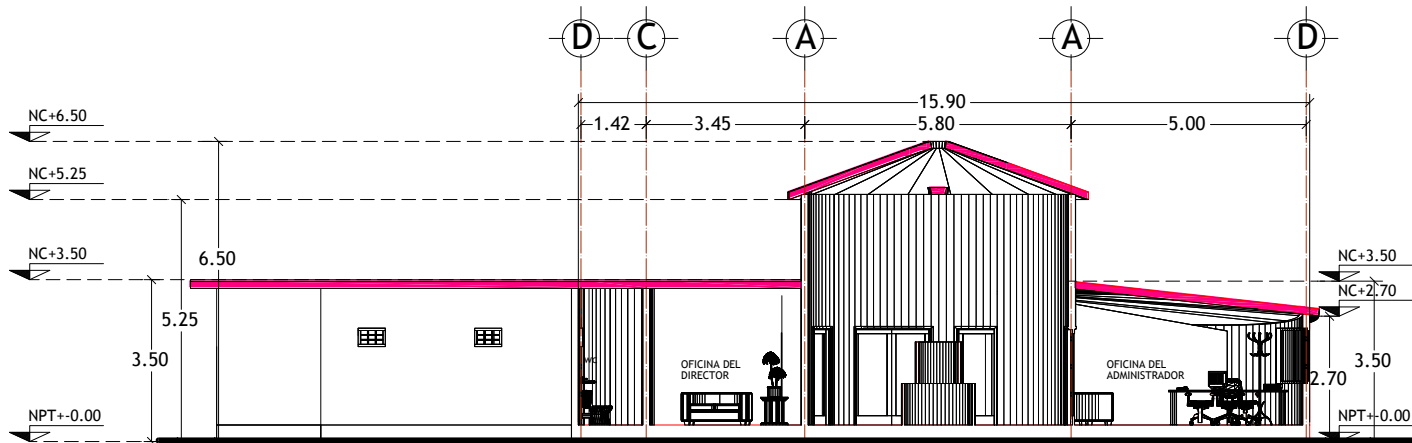 D C A A D
15.90
1.42 3.45 5.80 5.00
NC+6.50
NC+5.25
NC+3.50
6.50
5.25
3.50
NPT+-0.00
WC
OFICINA DEL
DIRECTOR
OFICINA DEL
ADMINISTRADOR
NC+3.50
NC+2.70
3.50
2.70
NPT+-0.00